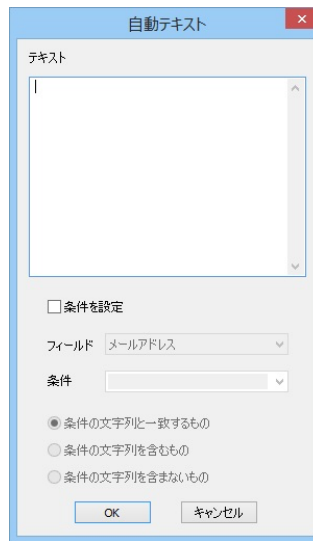 自動テキスト
テキスト
条件を設定
フィールド メールアドレス
条件
条件の文字列と一致するもの
条件の文字列を含むもの
条件の文字列を含まないもの
OK キャンセル